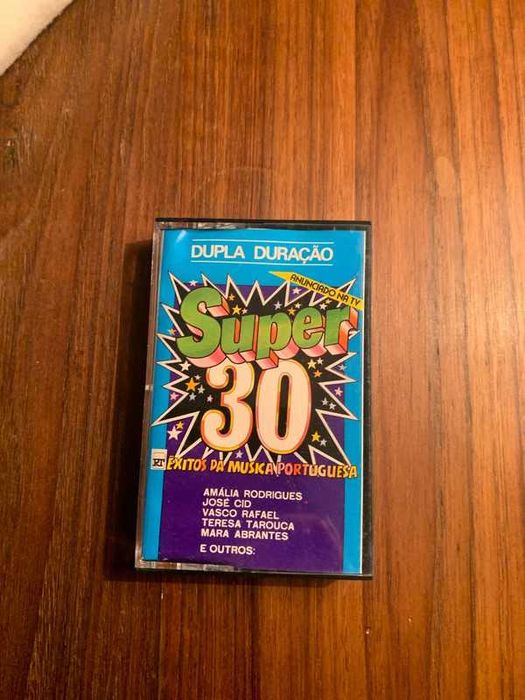 DUPLA DURAÇÃO
ANUNCIADO NA TV
Super
30
ÊXITOS DA MUSICA PORTUGUESA
AMÁLIA RODRIGUES
JOSÉ CID
VASCO RAFAEL
TERESA TAROUCA
MARA ABRANTES
E OUTROS: